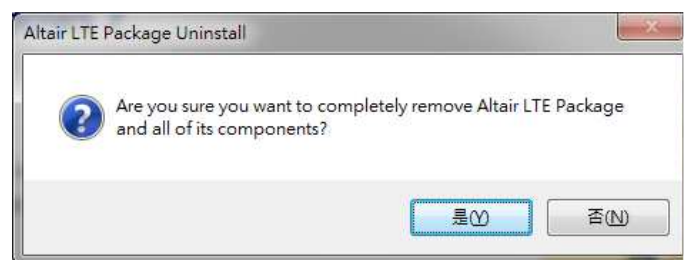 Altair LTE Package Uninstall
Are you sure you want to completely remove Altair LTE Package
and all of its components?
是(Y)
否(N)